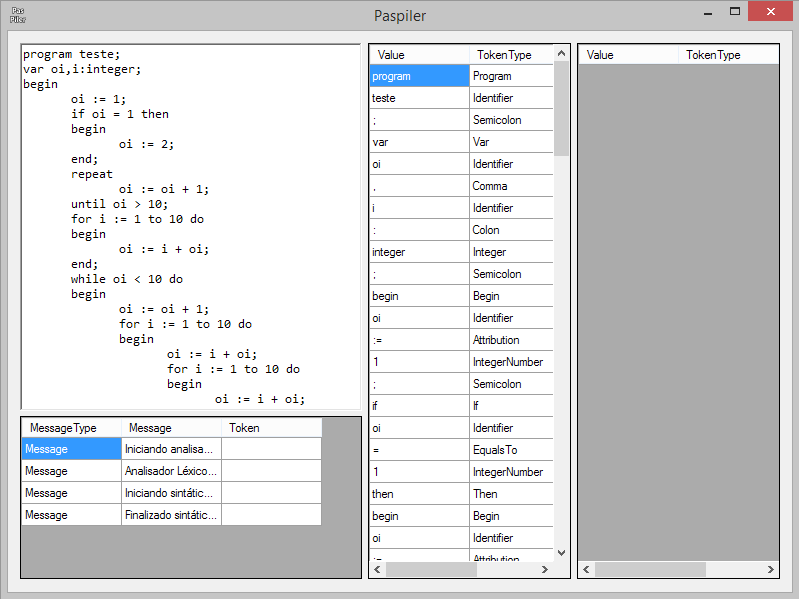 Pas
Piler
Paspiler
program teste;
var oi,i:integer;
begin
oi := 1;
if oi = 1 then
begin
oi := 2;
end;
repeat
oi := oi + 1;
until oi > 10;
for i := 1 to 10 do
begin
oi := i + oi;
end;
while oi < 10 do
begin
oi := oi + 1;
for i := 1 to 10 do
begin
oi := i + oi;
for i := 1 to 10 do
begin
oi := i + oi;
MessageType Message Token
Message Iniciando analisa...
Message Analisador Léxico...
Message Iniciando sintátic...
Message Finalizado sintátic...
Value TokenType
program Program
teste Identifier
; Semicolon
var Var
oi Identifier
, Comma
i Identifier
: Colon
integer Integer
; Semicolon
begin Begin
oi Identifier
:= Attribution
1 IntegerNumber
; Semicolon
if If
oi Identifier
= EqualsTo
1 IntegerNumber
then Then
begin Begin
oi Identifier
:= Attribution
Value TokenType